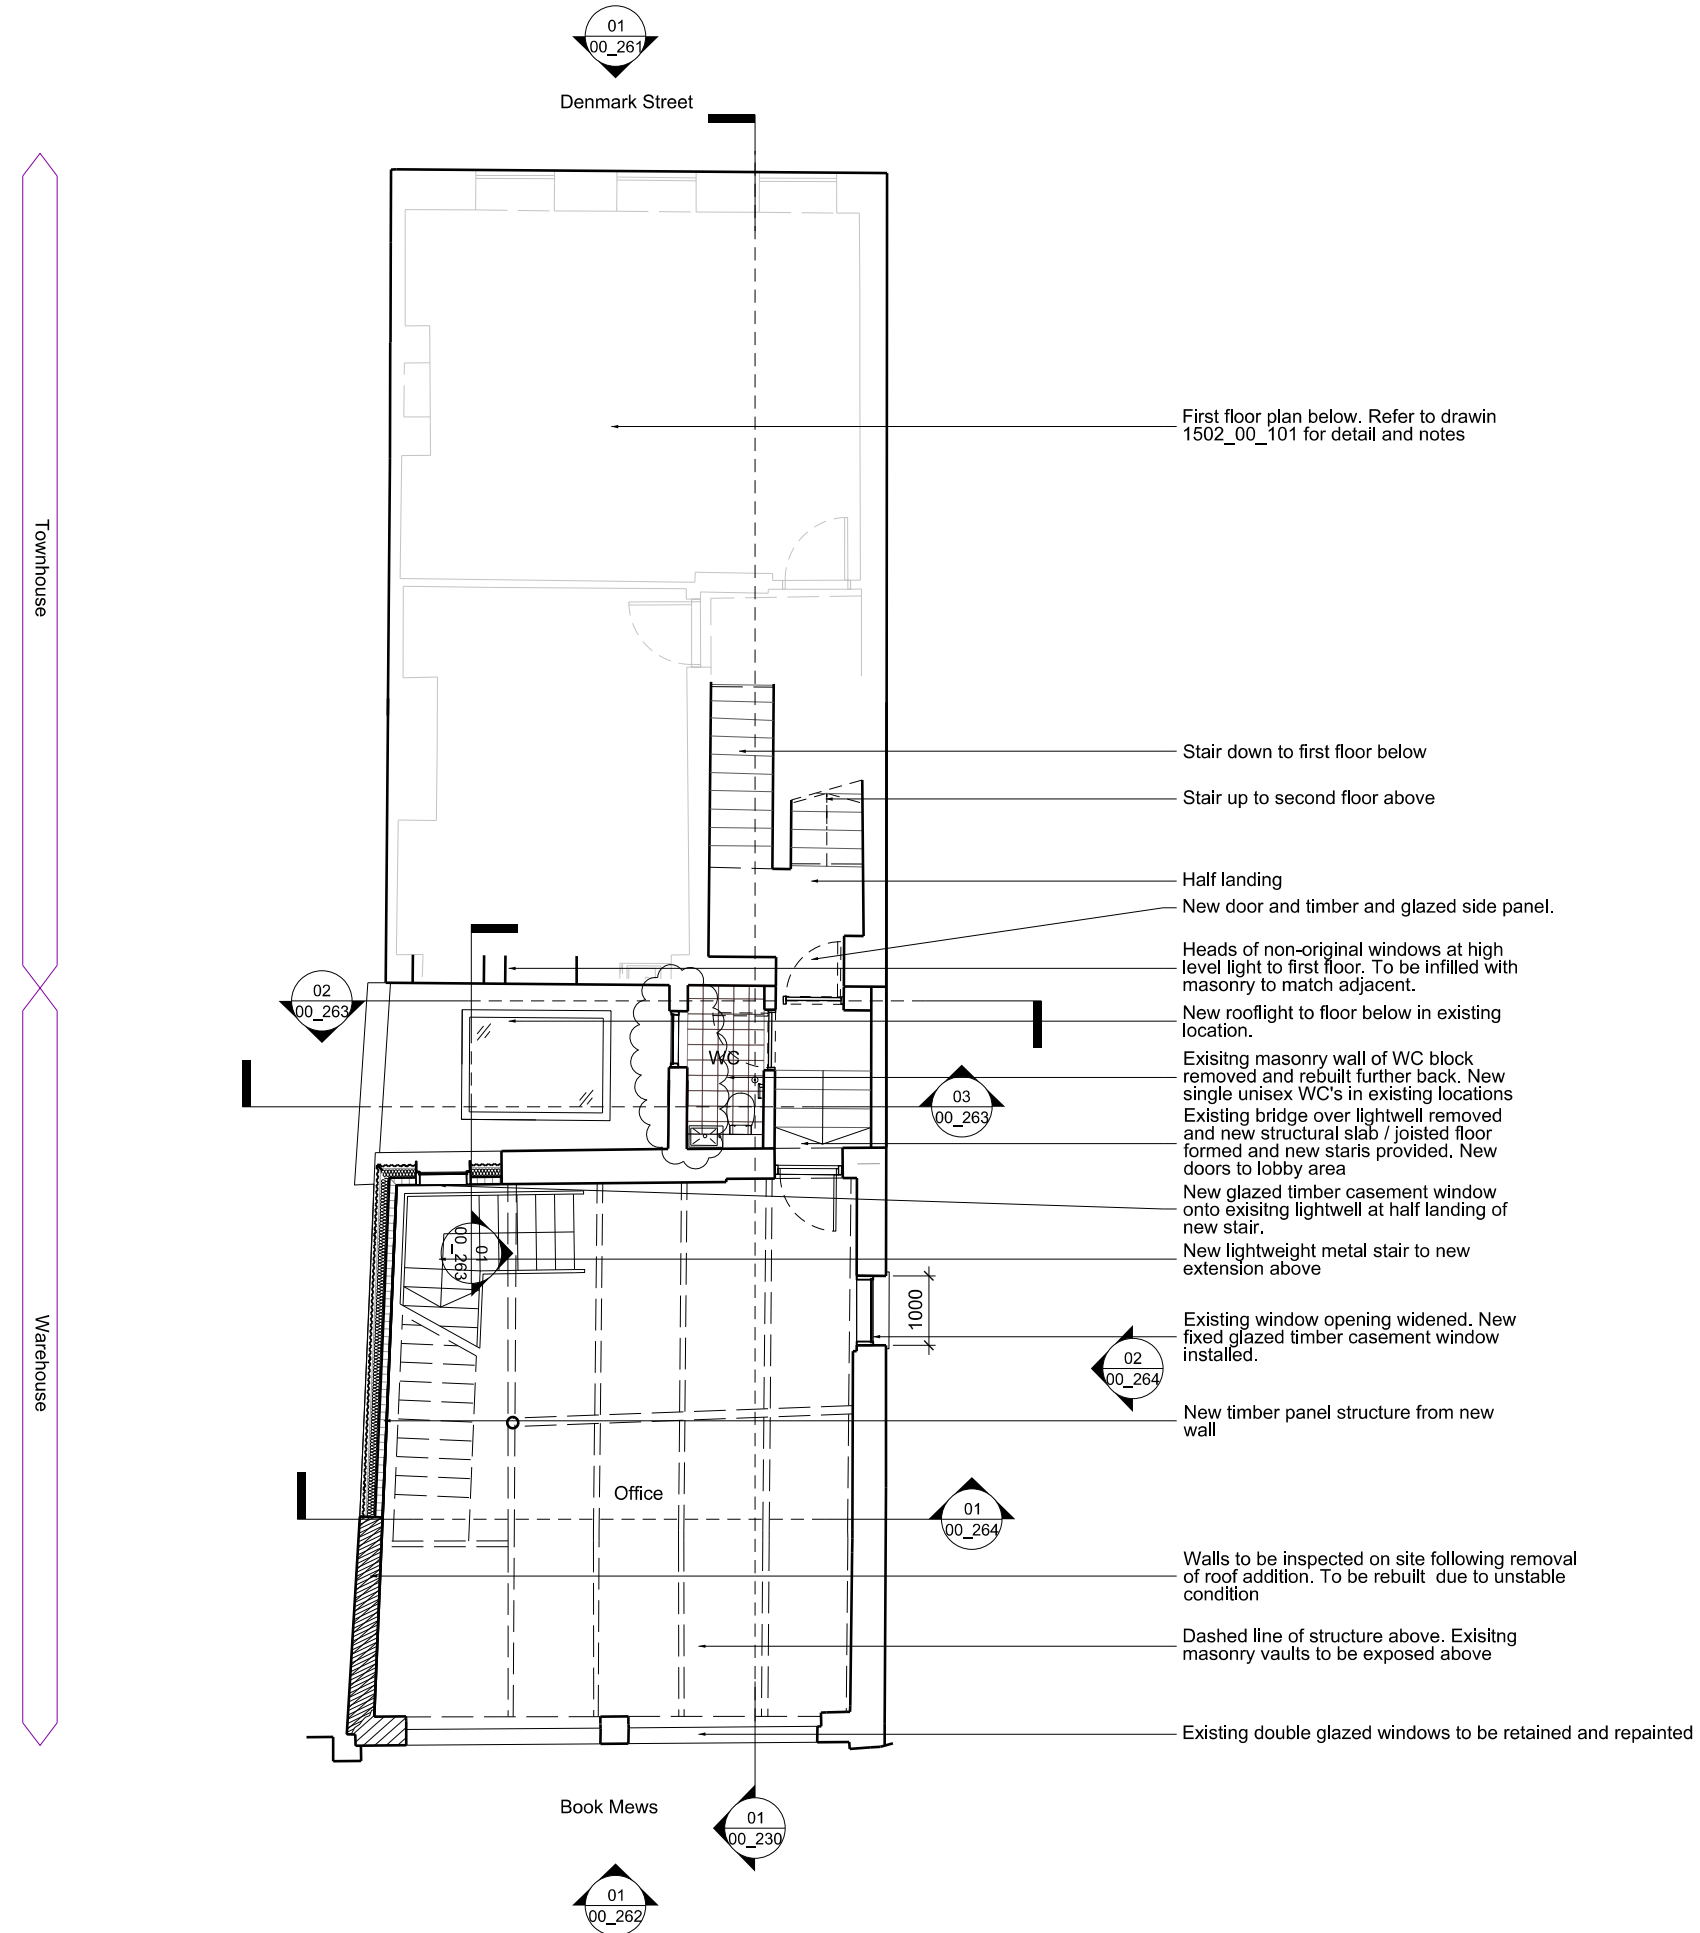 01
00_261
Denmark Street
Townhouse
First floor plan below. Refer to drawin
1502_00_101 for detail and notes
Stair down to first floor below
Stair up to second floor above
Half landing
New door and timber and glazed side panel.
Heads of non-original windows at high
level light to first floor. To be infilled with
masonry to match adjacent.
02
00_263
New rooflight to floor below in existing
location.
WC
Exisitng masonry wall of WC block
removed and rebuilt further back. New
single unisex WC's in existing locations
03
00_263
Existing bridge over lightwell removed
and new structural slab / joisted floor
formed and new staris provided. New
doors to lobby area
New glazed timber casement window
onto exisitng lightwell at half landing of
new stair.
01
00_263
New lightweight metal stair to new
extension above
1000
Existing window opening widened. New
fixed glazed timber casement window
installed.
Warehouse
02
00_264
New timber panel structure from new
wall
Office
01
00_264
Walls to be inspected on site following removal
of roof addition. To be rebuilt  due to unstable
condition
Dashed line of structure above. Exisitng
masonry vaults to be exposed above
Existing double glazed windows to be retained and repainted
Book Mews
01
00_230
01
00_262